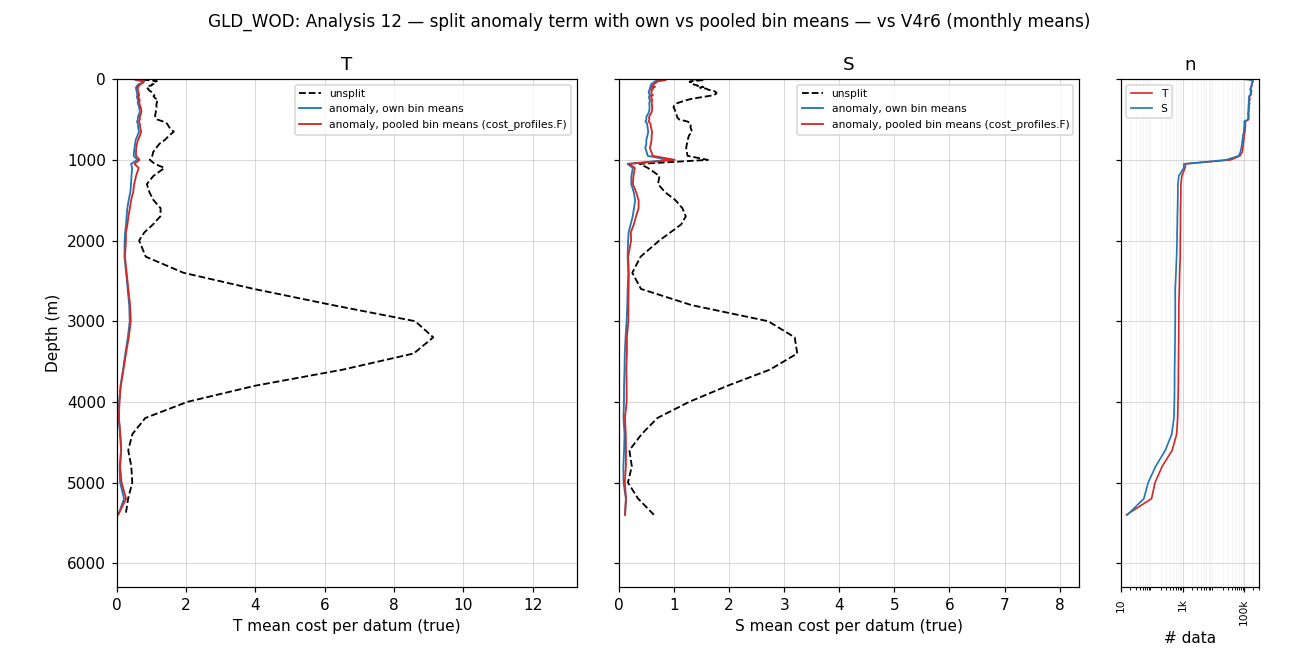 GLD_WOD: Analysis 12 — split anomaly term with own vs pooled bin means — vs V4r6 (monthly means)
T
S
n
0
1000
2000
3000
4000
5000
6000
Depth (m)
unsplit
anomaly, own bin means
anomaly, pooled bin means (cost_profiles.F)
0 2 4 6 8 10 12
T mean cost per datum (true)
unsplit
anomaly, own bin means
anomaly, pooled bin means (cost_profiles.F)
0 1 2 3 4 5 6 7 8
S mean cost per datum (true)
T
S
10 1k 100k
# data